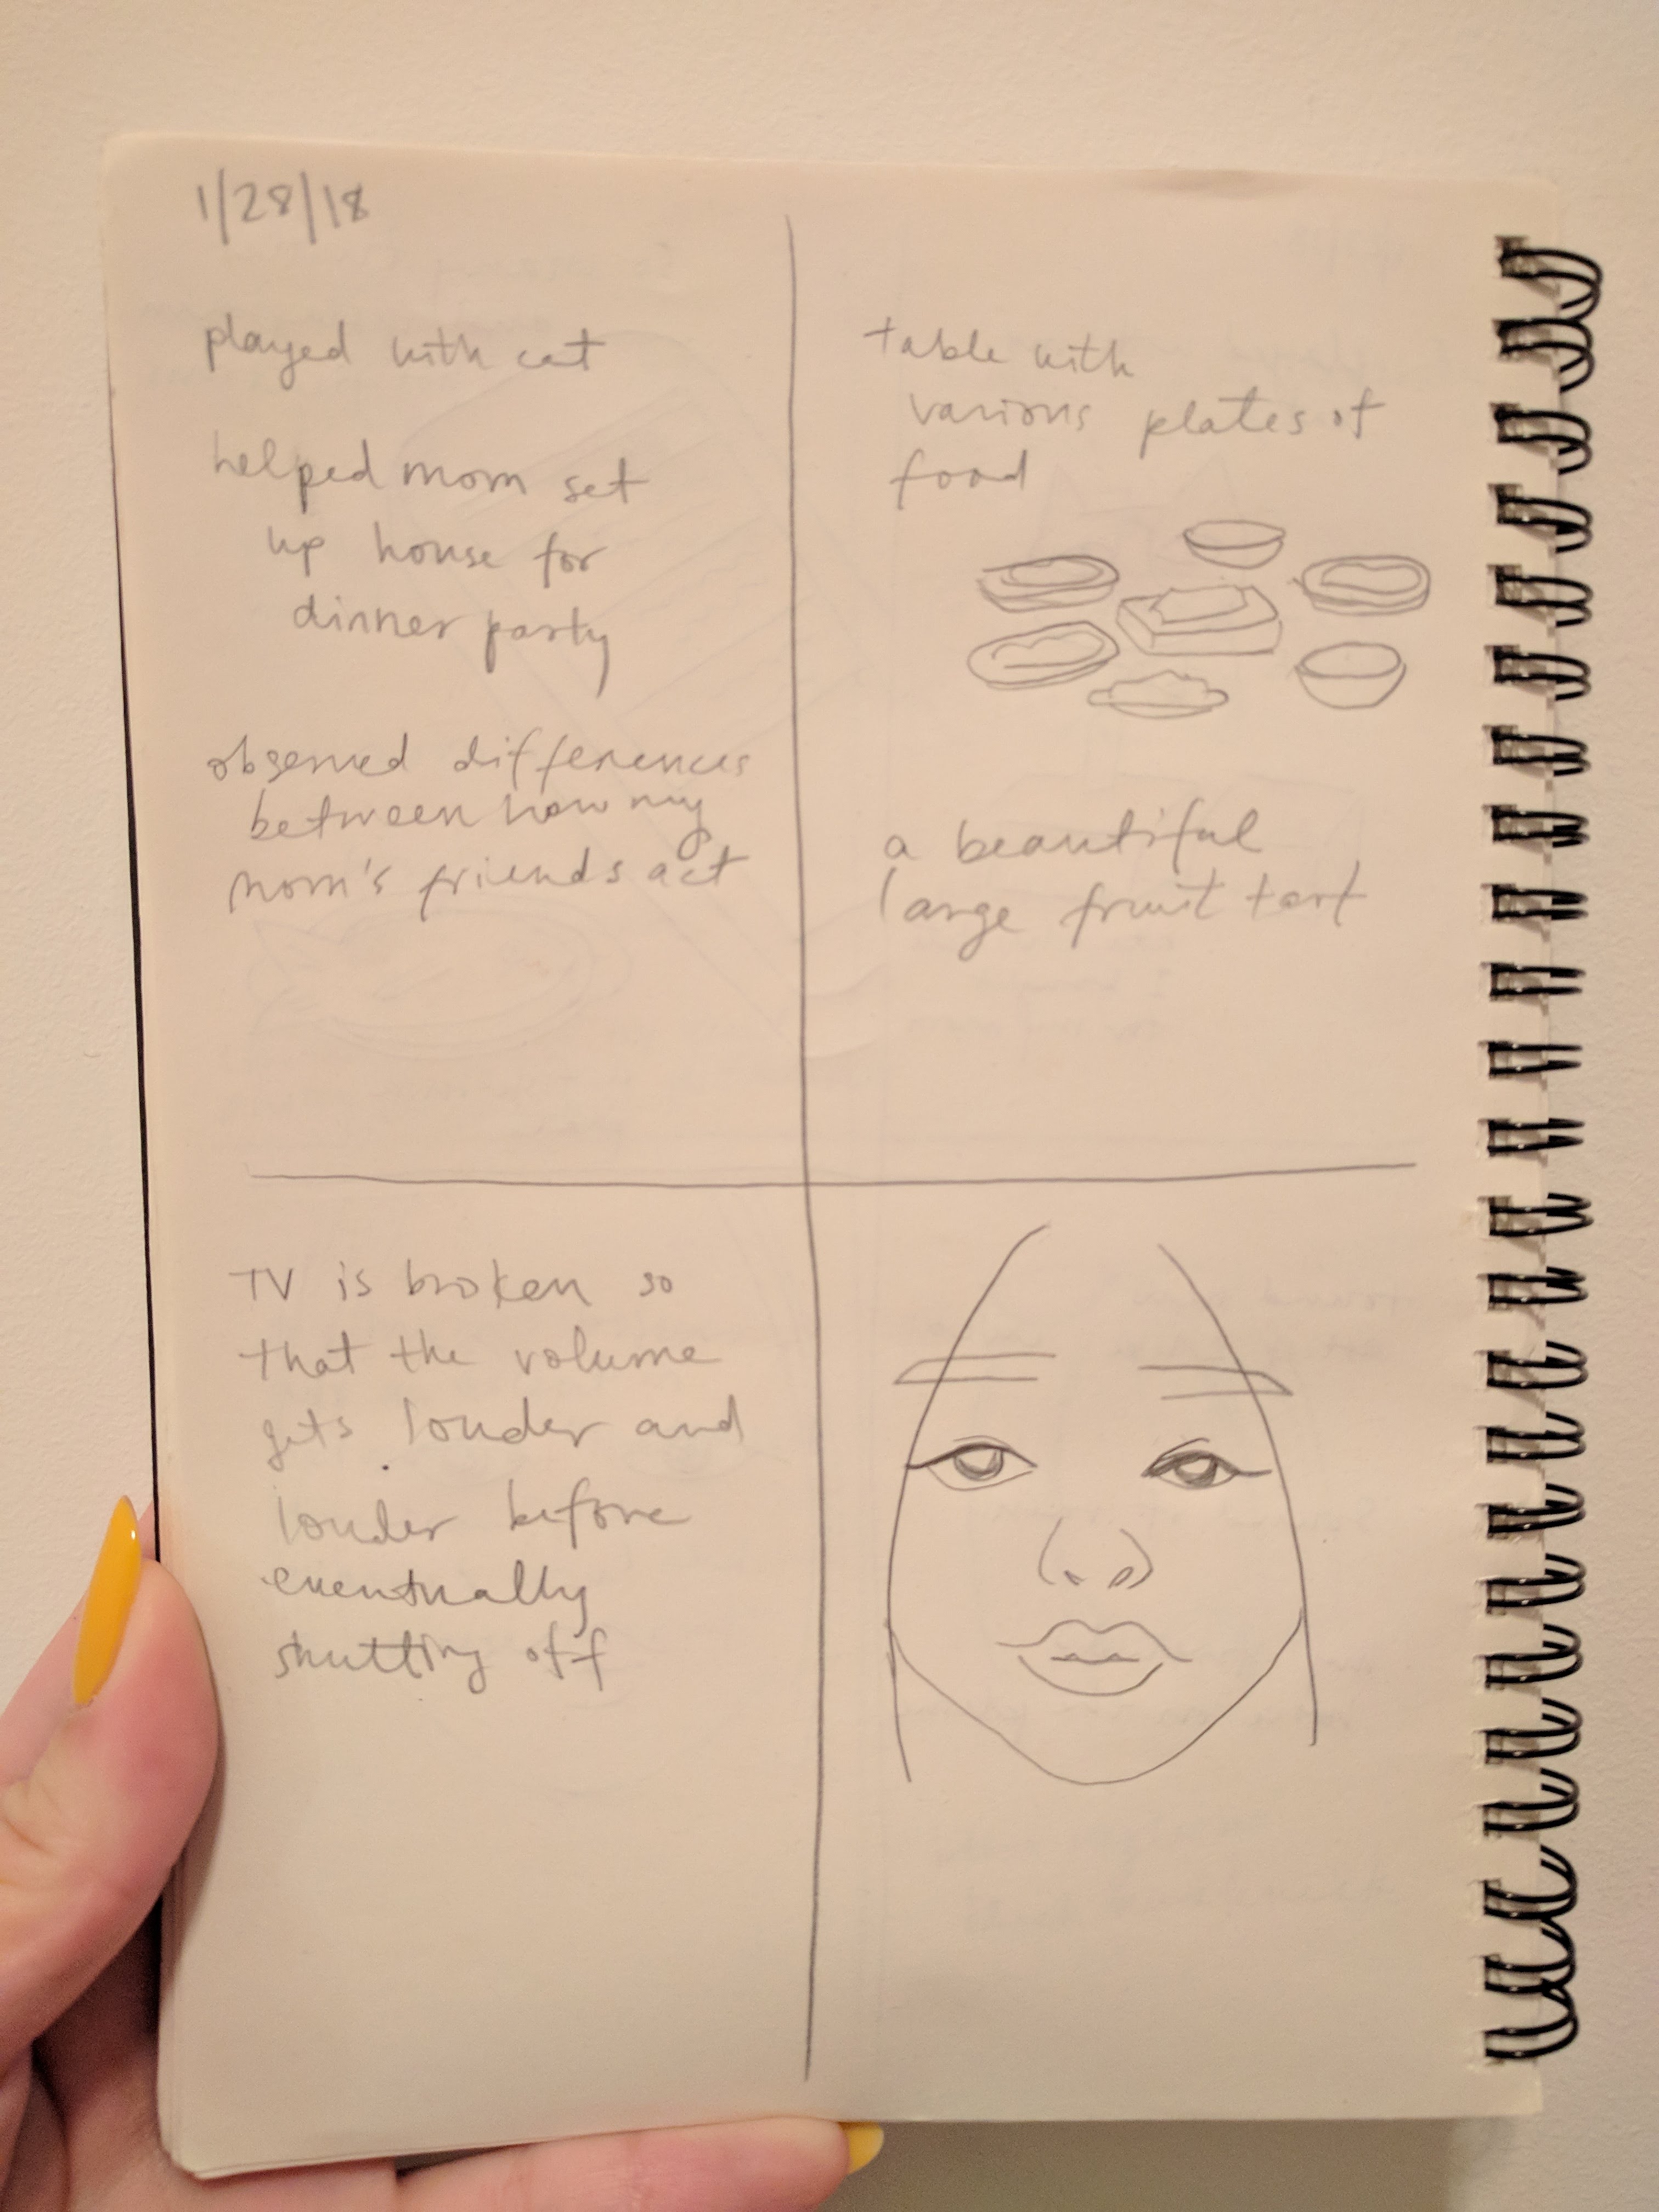 1/28/18
played with cat
helped mom set
up house for
dinner party
observed differences
between how my
mom's friends act
table with
various plates of
food
a beautiful
large fruit tart
TV is broken so
that the volume
gets louder and
louder before
eventually
shutting off